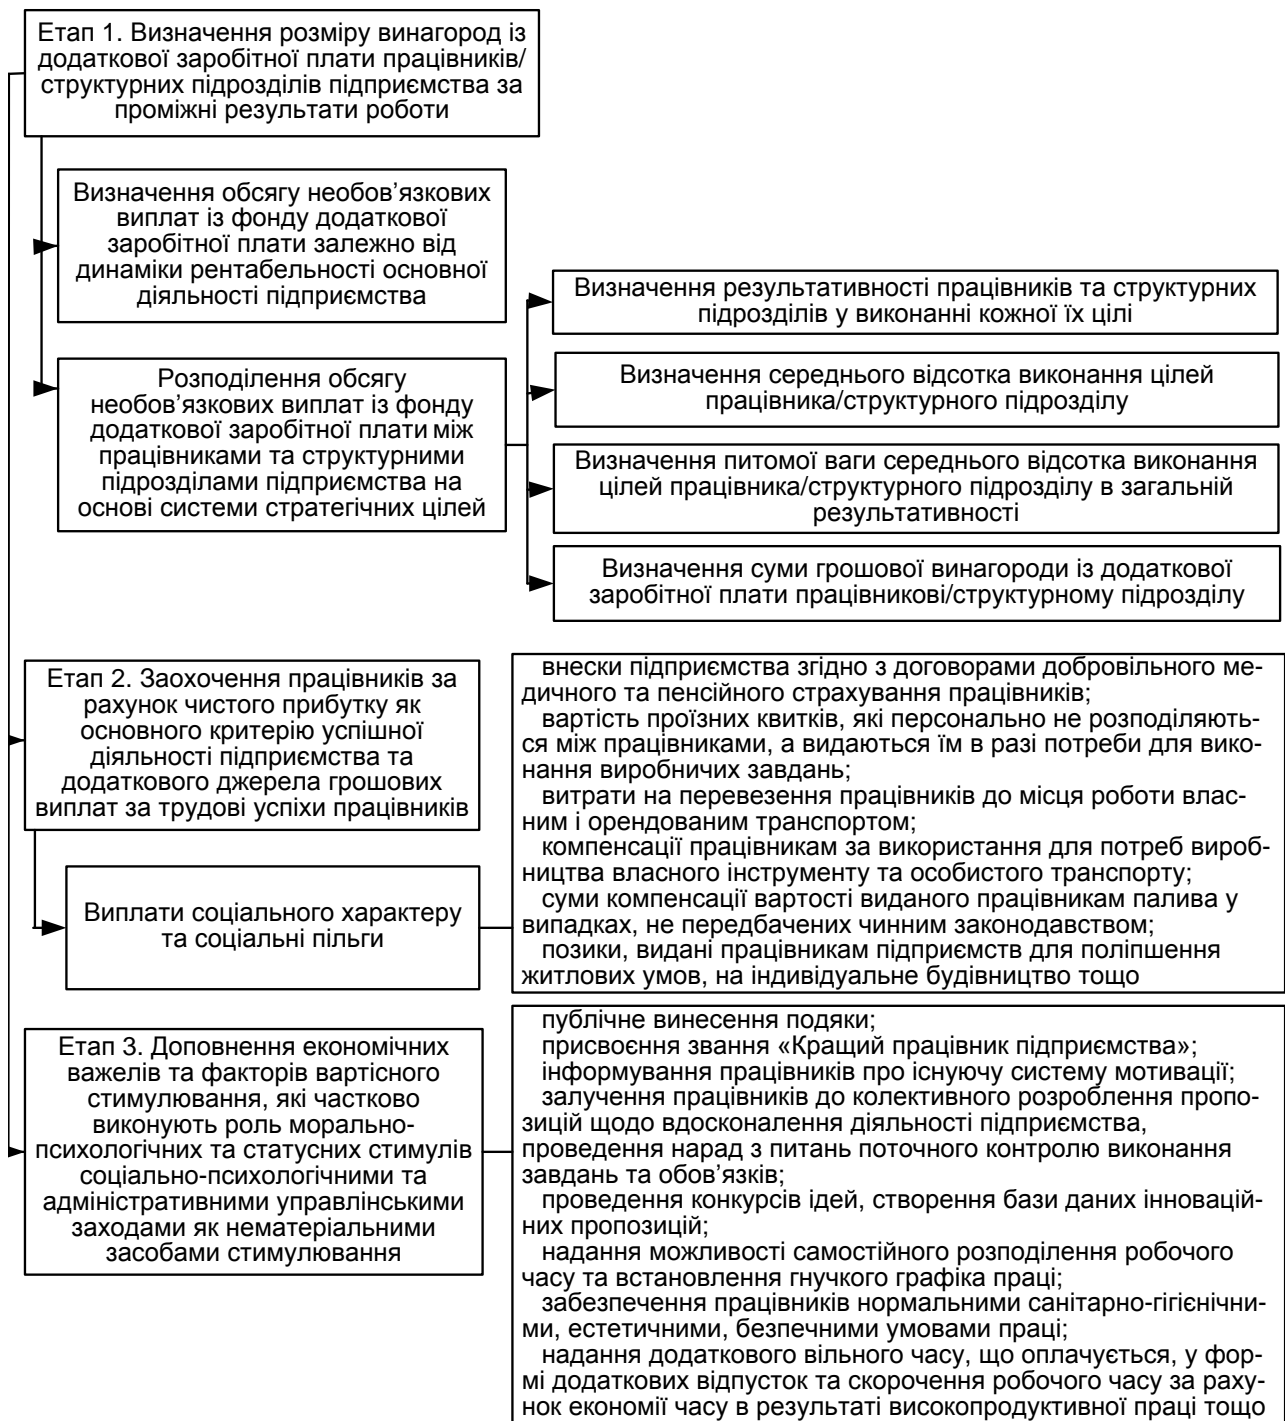 Етап 1. Визначення розміру винагород із
додаткової заробітної плати працівників/
структурних підрозділів підприємства за
проміжні результати роботи
Визначення обсягу необов’язкових
виплат із фонду додаткової
заробітної плати залежно від
динаміки рентабельності основної
діяльності підприємства
Розподілення обсягу
необов’язкових виплат із фонду
додаткової заробітної плати між
працівниками та структурними
підрозділами підприємства на
основі системи стратегічних цілей
Визначення результативності працівників та структурних
підрозділів у виконанні кожної їх цілі
Визначення середнього відсотка виконання цілей
працівника/структурного підрозділу
Визначення питомої ваги середнього відсотка виконання
цілей працівника/структурного підрозділу в загальній
результативності
Визначення суми грошової винагороди із додаткової
заробітної плати працівникові/структурному підрозділу
Етап 2. Заохочення працівників за
рахунок чистого прибутку як
основного критерію успішної
діяльності підприємства та
додаткового джерела грошових
виплат за трудові успіхи працівників
Виплати соціального характеру
та соціальні пільги
внески підприємства згідно з договорами добровільного ме-
дичного та пенсійного страхування працівників;
вартість проїзних квитків, які персонально не розподіляють-
ся між працівниками, а видаються їм в разі потреби для вико-
нання виробничих завдань;
витрати на перевезення працівників до місця роботи влас-
ним і орендованим транспортом;
компенсації працівникам за використання для потреб вироб-
ництва власного інструменту та особистого транспорту;
суми компенсації вартості виданого працівникам палива у
випадках, не передбачених чинним законодавством;
позики, видані працівникам підприємств для поліпшення
житлових умов, на індивідуальне будівництво тощо
Етап 3. Доповнення економічних
важелів та факторів вартісного
стимулювання, які частково
виконують роль морально-
психологічних та статусних стимулів
соціально-психологічними та
адміністративними управлінськими
заходами як нематеріальними
засобами стимулювання
публічне винесення подяки;
присвоєння звання «Кращий працівник підприємства»;
інформування працівників про існуючу систему мотивації;
залучення працівників до колективного розроблення пропо-
зицій щодо вдосконалення діяльності підприємства,
проведення нарад з питань поточного контролю виконання
завдань та обов’язків;
проведення конкурсів ідей, створення бази даних інновацій-
них пропозицій;
надання можливості самостійного розподілення робочого
часу та встановлення гнучкого графіка праці;
забезпечення працівників нормальними санітарно-гігієнічни-
ми, естетичними, безпечними умовами праці;
надання додаткового вільного часу, що оплачується, у фор-
мі додаткових відпусток та скорочення робочого часу за раху-
нок економії часу в результаті високопродуктивної праці тощо